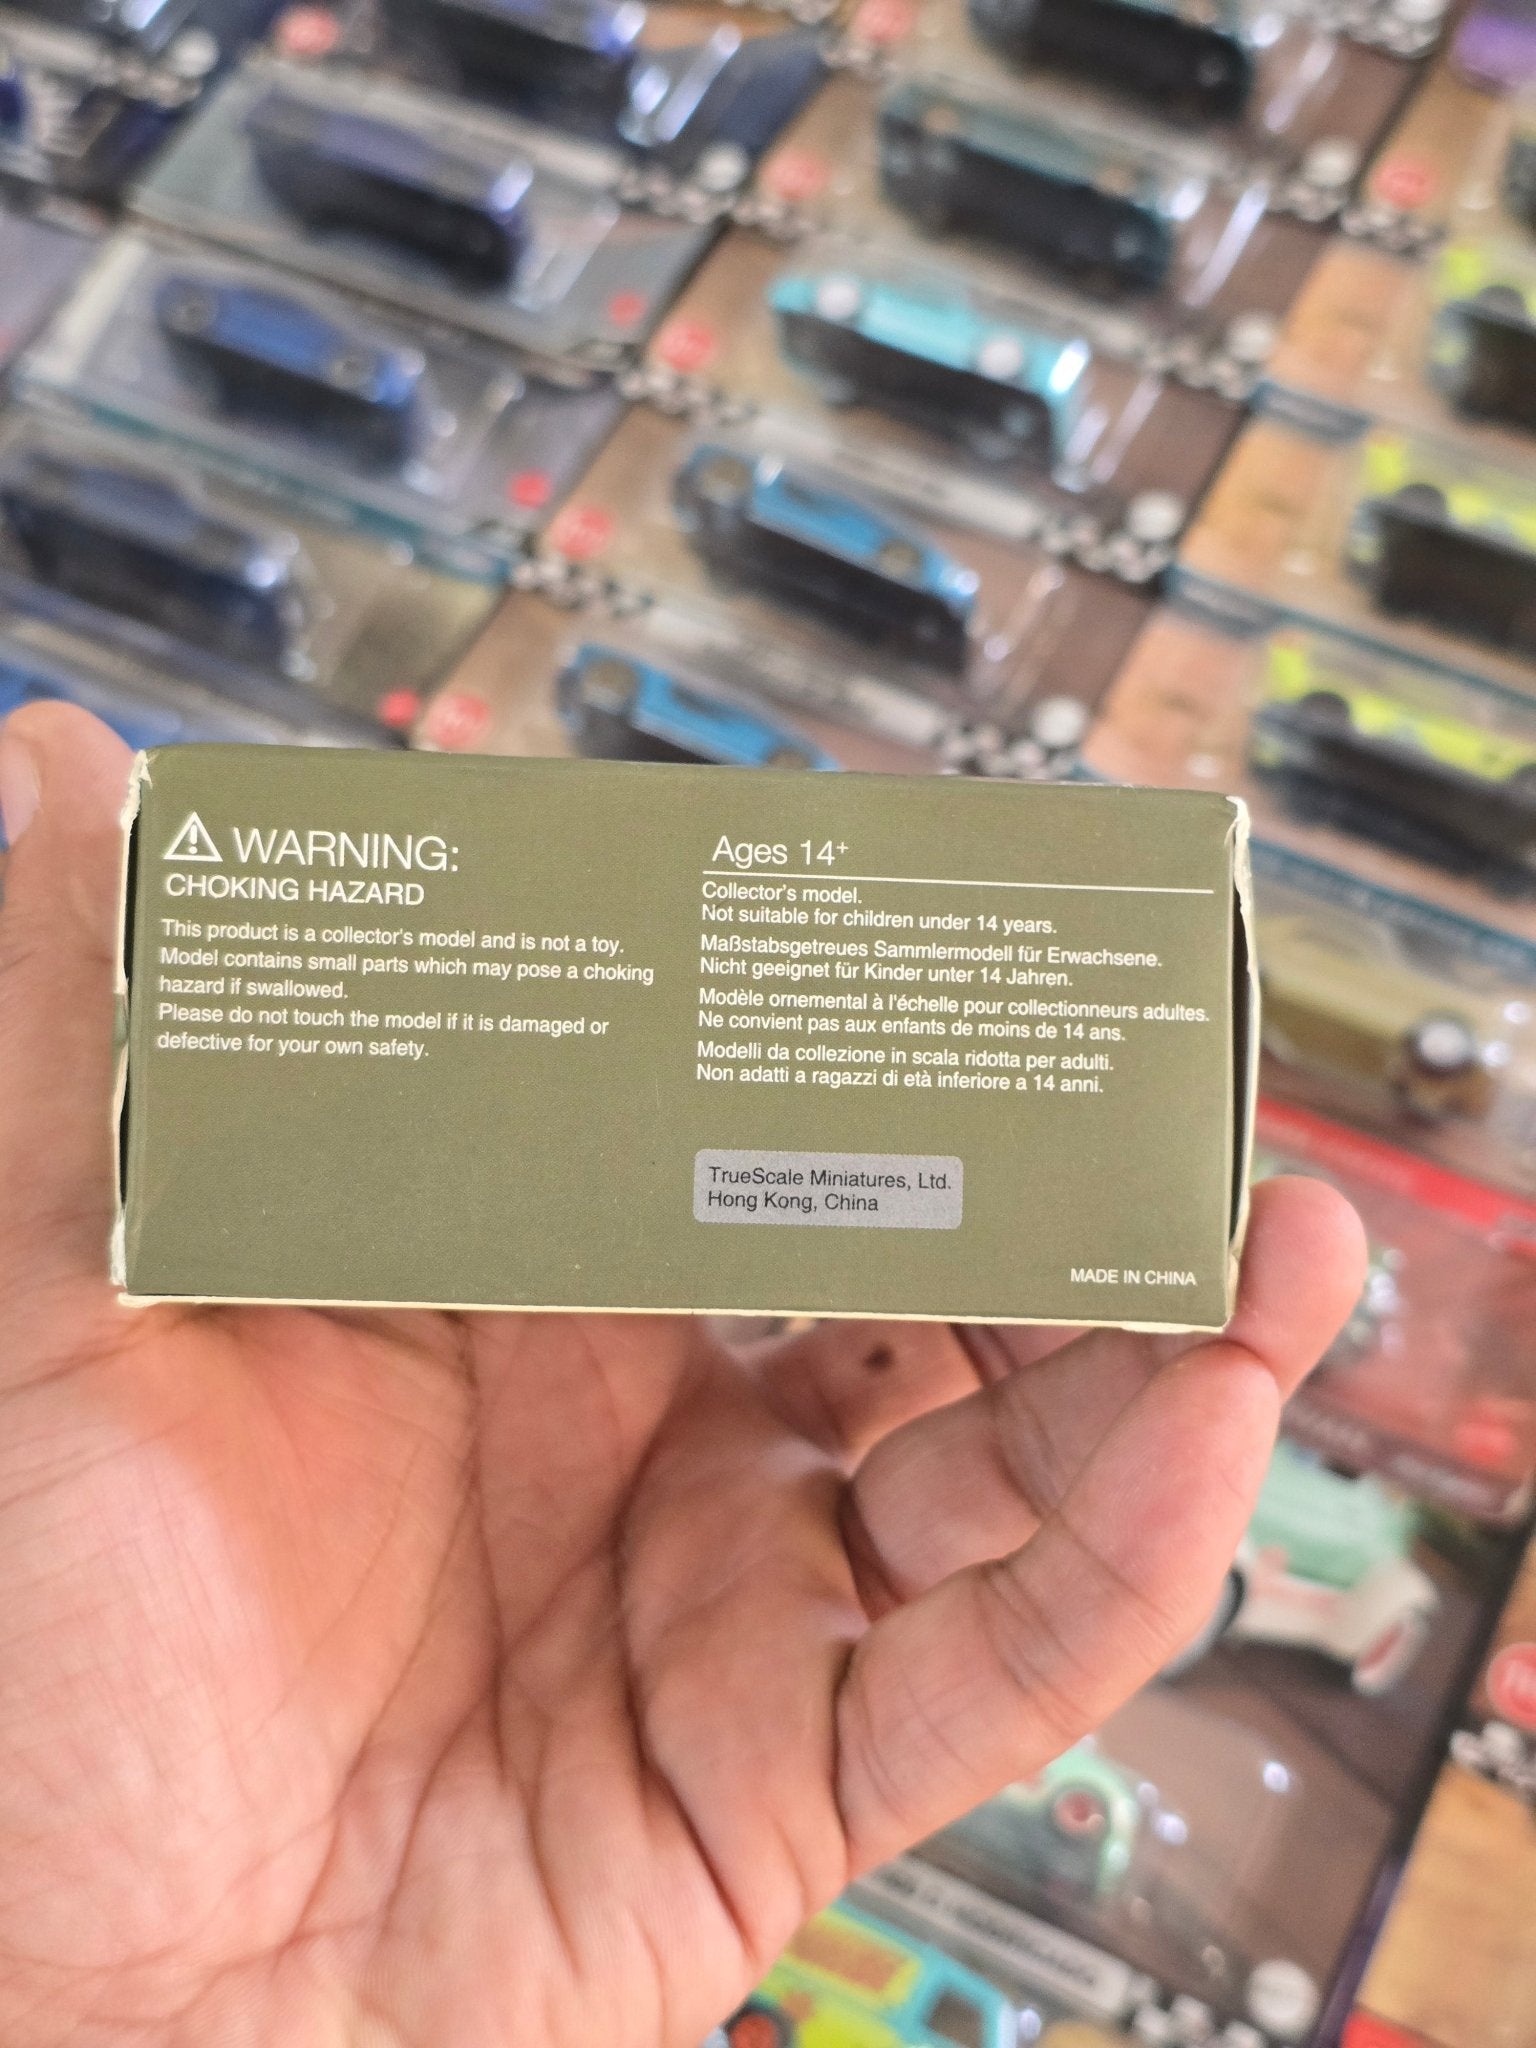 WARNING:
CHOKING HAZARD
This product is a collector's model and is not a toy.
Model contains small parts which may pose a choking
hazard if swallowed.
Please do not touch the model if it is damaged or
defective for your own safety.
Ages 14+
Collector's model.
Not suitable for children under 14 years.
Maßstabsgetreues Sammlermodell für Erwachsene.
Nicht geeignet für Kinder unter 14 Jahren.
Modèle ornemental à l'échelle pour collectionneurs adultes.
Ne convient pas aux enfants de moins de 14 ans.
Modelli da collezione in scala ridotta per adulti.
Non adatti a ragazzi di età inferiore a 14 anni.
TrueScale Miniatures, Ltd.
Hong Kong, China
MADE IN CHINA